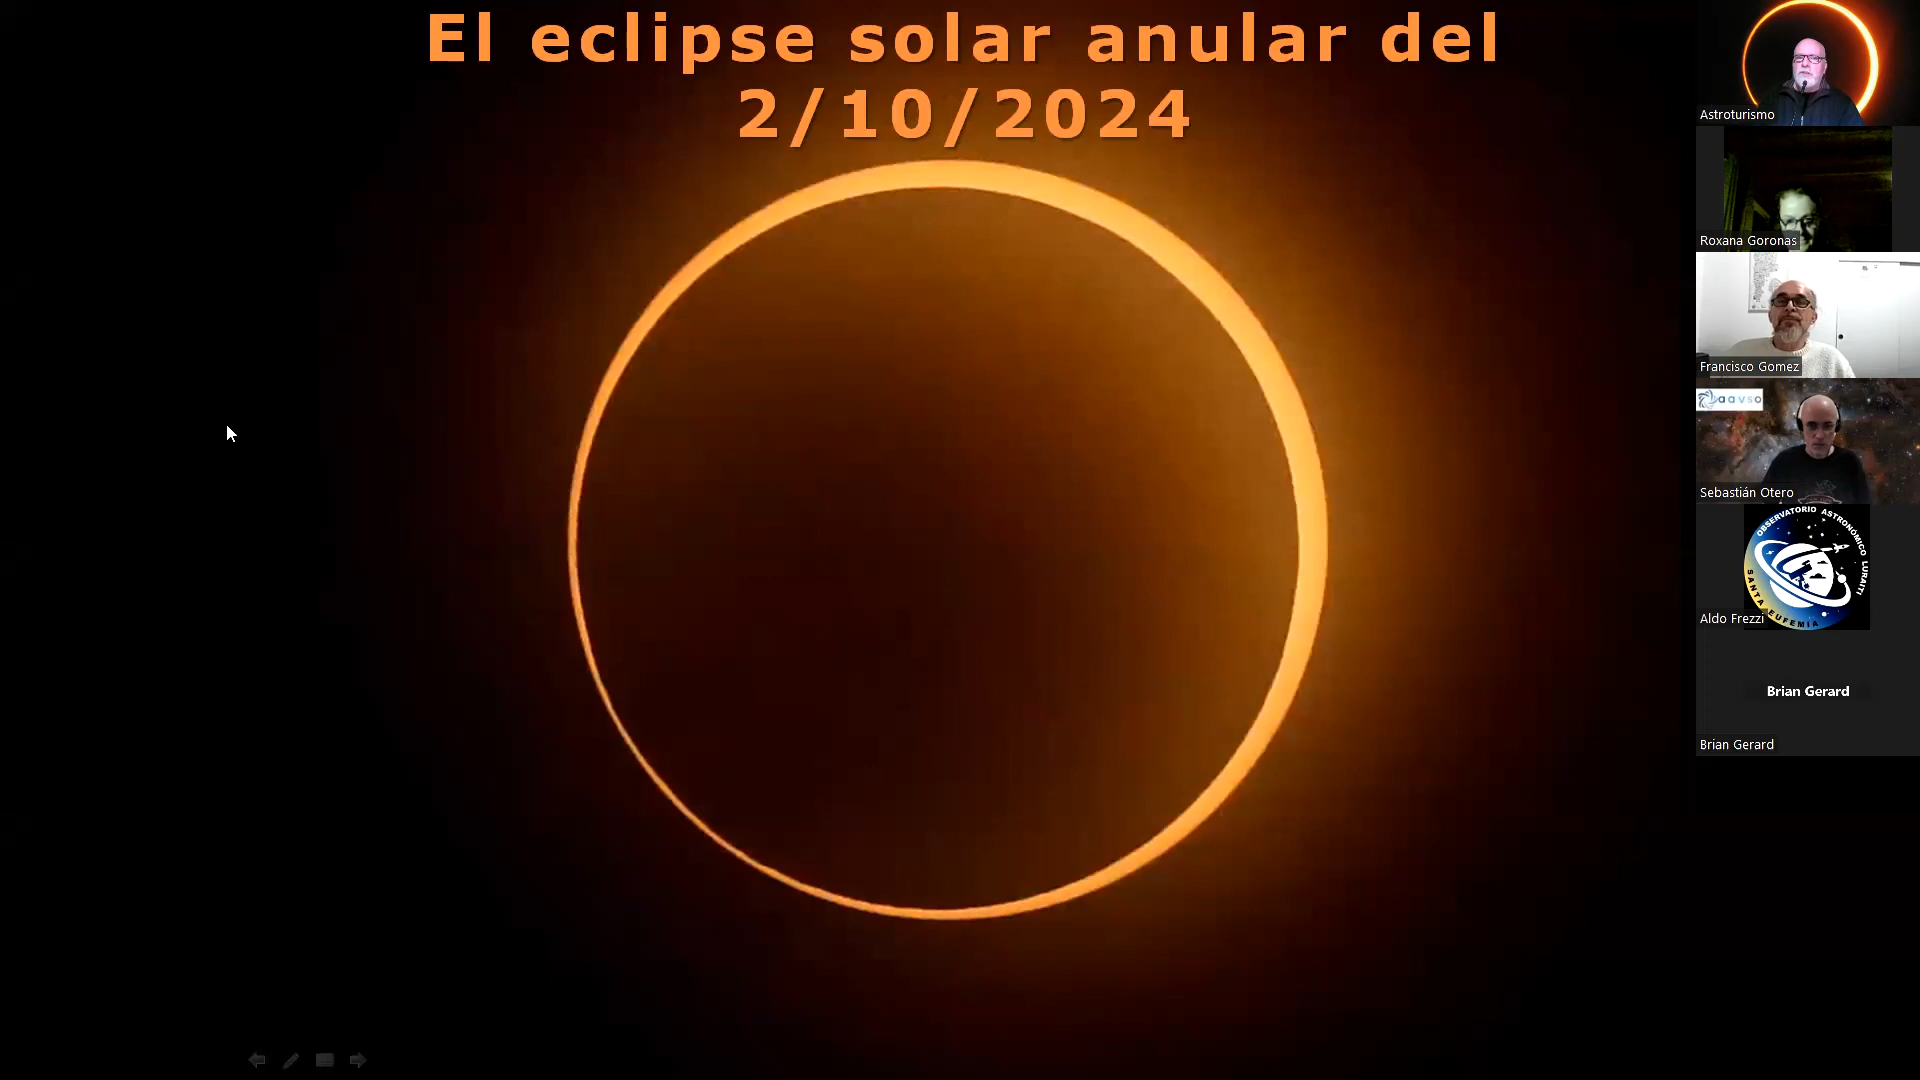 El eclipse solar anular del
2/10/2024
Astroturismo
Roxana Goronas
Francisco Gomez
aavso
Sebastián Otero
OBSERVATORIO ASTRONÓMICO LURAITI
SANTA EUFEMIA
Aldo Frezzi
Brian Gerard
Brian Gerard